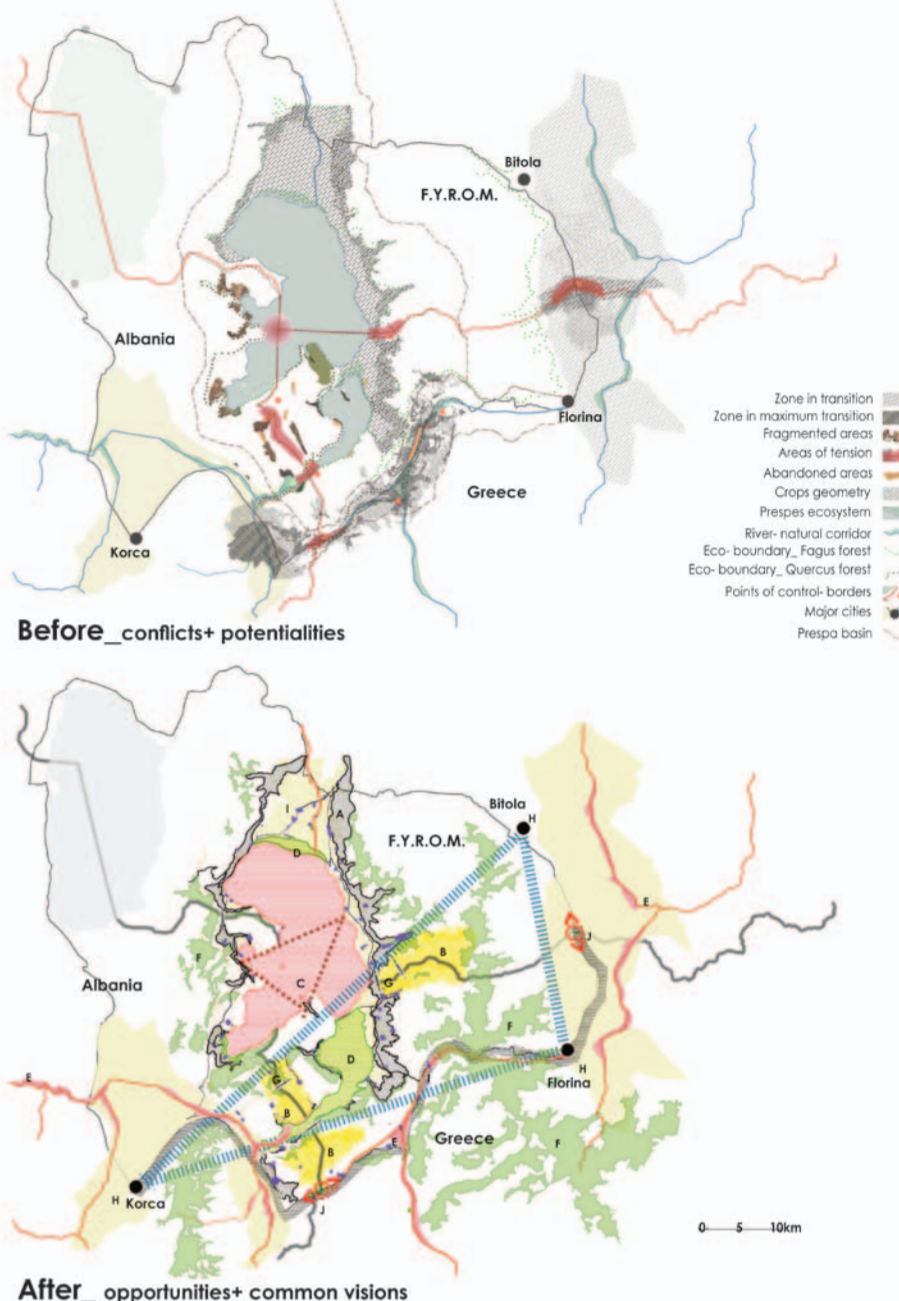 Bitola
F.Y.R.O.M.
Albania
Florina
Greece
Korca
Zone in transition
Zone in maximum transition
Fragmented areas
Areas of tension
Abandoned areas
Crops geometry
Prespes ecosystem
River- natural corridor
Eco- boundary_ Fagus forest
Eco- boundary_ Quercus forest
Points of control- borders
Major cities
Prespa basin
Before_conflicts+ potentialities
Bitola
H
I
A
F.Y.R.O.M.
D
E
J
B
F
C
G
Albania
F
D
H
Florina
G
E
B
E
Greece
F
B
H
Korca
J
0 5 10km
After_ opportunities+ common visions